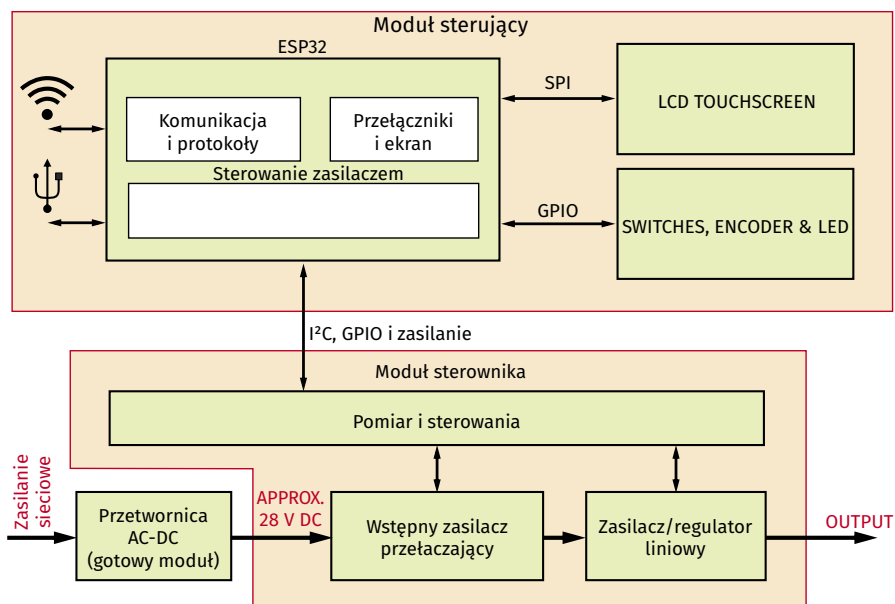 Moduł sterujący
ESP32
Komunikacja
i protokoły
Przełączniki
i ekran
Sterowanie zasilaczem
SPI
LCD TOUCHSCREEN
GPIO
SWITCHES, ENCODER & LED
I²C, GPIO i zasilanie
Moduł sterownika
Pomiar i sterowania
Zasilanie
sieciowe
Przetwornica
AC-DC
(gotowy moduł)
APPROX.
28 V DC
Wstępny zasilacz
przełaczający
Zasilacz/regulator
liniowy
OUTPUT